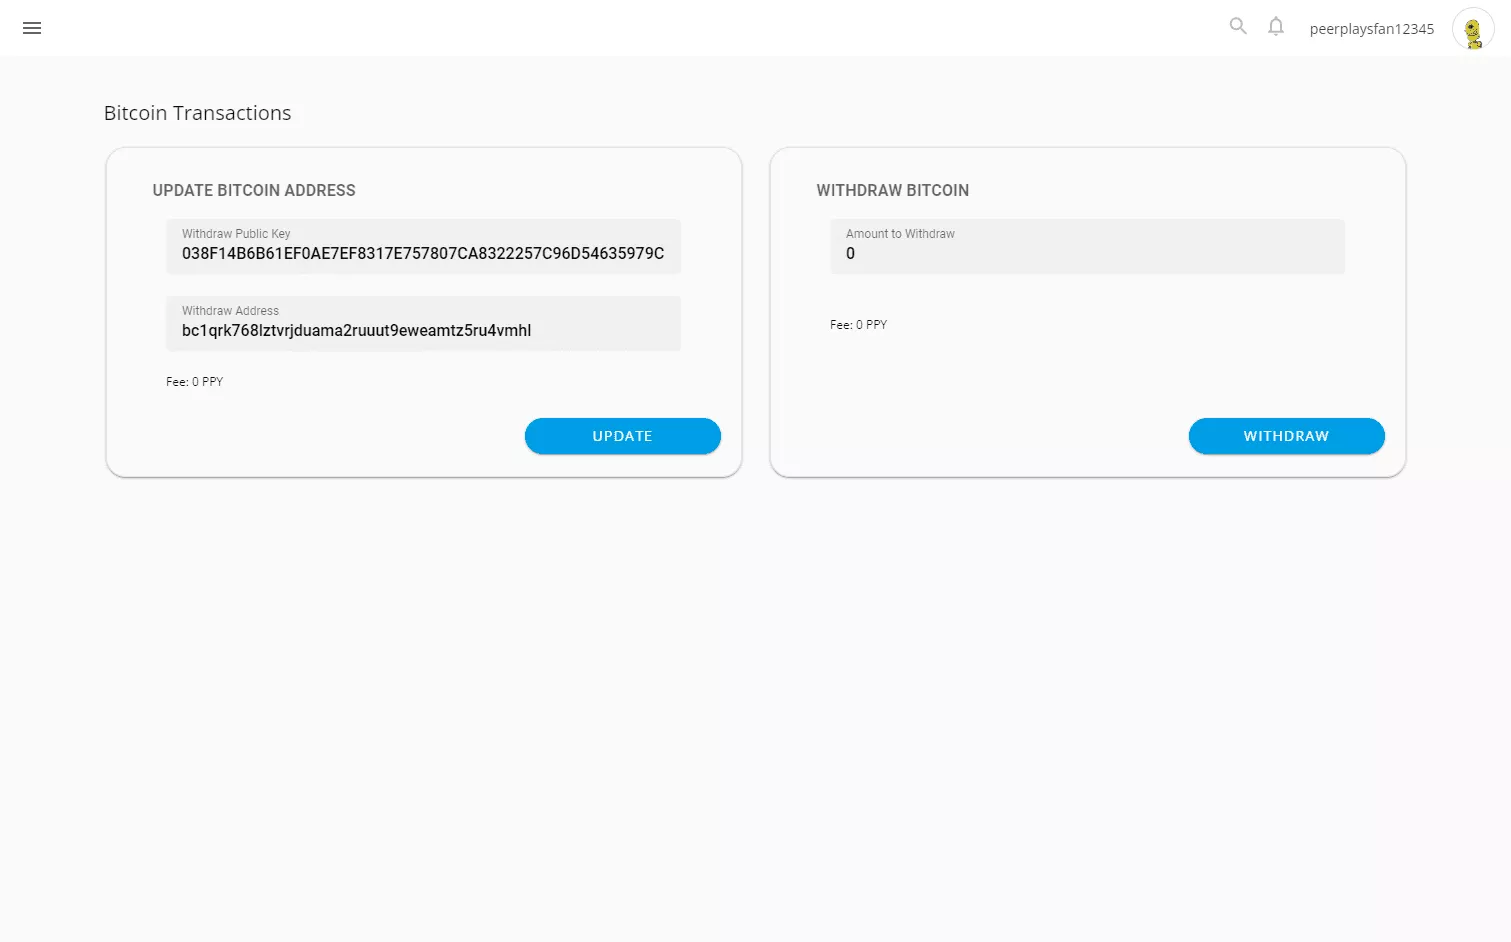 peerplaysfan12345
Bitcoin Transactions
UPDATE BITCOIN ADDRESS
Withdraw Public Key
038F14B6B61EF0AE7EF8317E757807CA8322257C96D54635979C
Withdraw Address
bc1qrk768lztvrjduama2ruuut9eweamtz5ru4vmhl
Fee: 0 PPY
UPDATE
WITHDRAW BITCOIN
Amount to Withdraw
0
Fee: 0 PPY
WITHDRAW